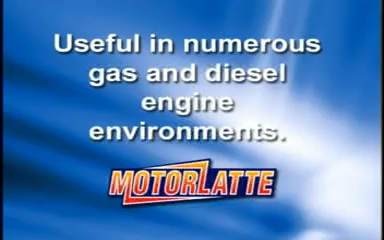 Useful in numerous
gas and diesel
engine
environments.
MOTORLATTE